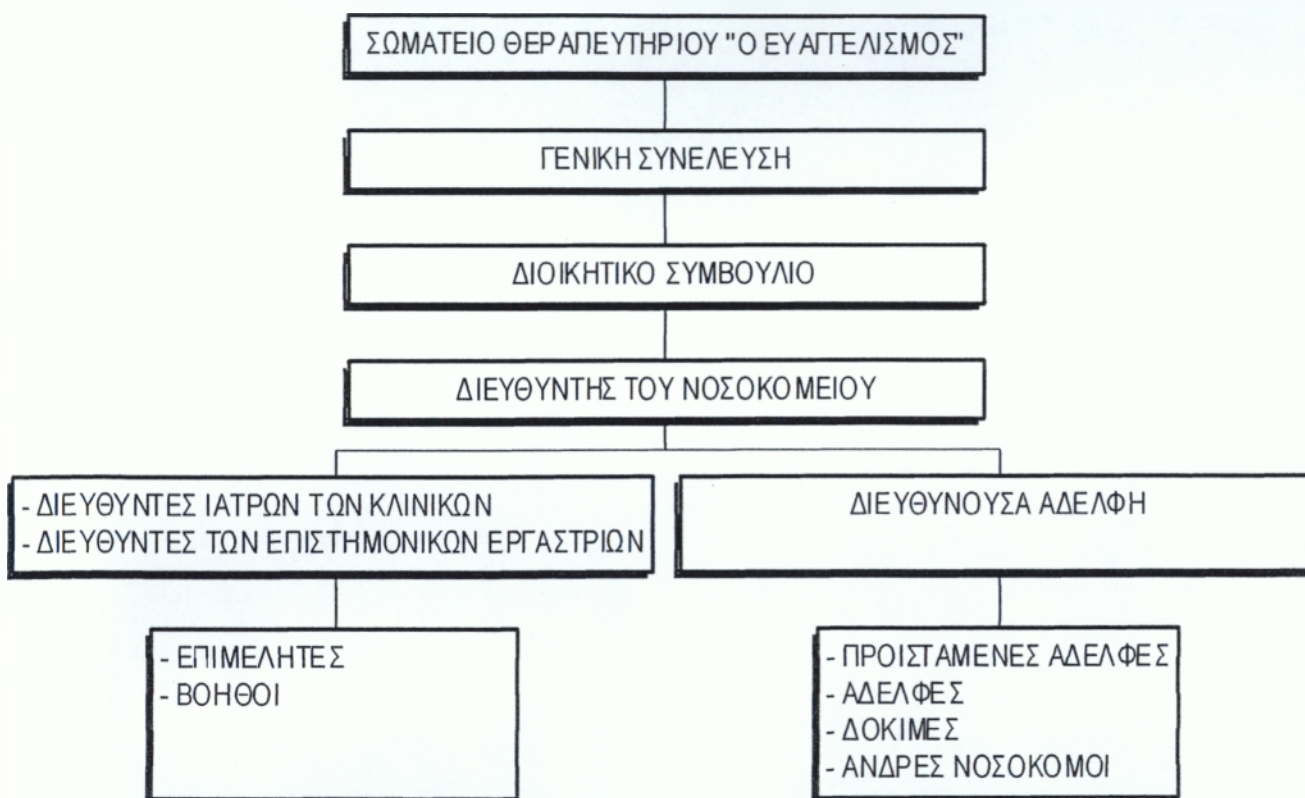 ΣΩΜΑΤΕΙΟ ΘΕΡΑΠΕΥΤΗΡΙΟΥ "Ο ΕΥΑΓΓΕΛΙΣΜΟΣ"
ΓΕΝΙΚΗ ΣΥΝΕΛΕΥΣΗ
ΔΙΟΙΚΗΤΙΚΟ ΣΥΜΒΟΥΛΙΟ
ΔΙΕΥΘΥΝΤΗΣ ΤΟΥ ΝΟΣΟΚΟΜΕΙΟΥ
- ΔΙΕΥΘΥΝΤΕΣ ΙΑΤΡΩΝ ΤΩΝ ΚΛΙΝΙΚΩΝ
- ΔΙΕΥΘΥΝΤΕΣ ΤΩΝ ΕΠΙΣΤΗΜΟΝΙΚΩΝ ΕΡΓΑΣΤΡΙΩΝ
ΔΙΕΥΘΥΝΟΥΣΑ ΑΔΕΛΦΗ
- ΕΠΙΜΕΛΗΤΕΣ
- ΒΟΗΘΟΙ
- ΠΡΟΙΣΤΑΜΕΝΕΣ ΑΔΕΛΦΕΣ
- ΑΔΕΛΦΕΣ
- ΔΟΚΙΜΕΣ
- ΑΝΔΡΕΣ ΝΟΣΟΚΟΜΟΙ